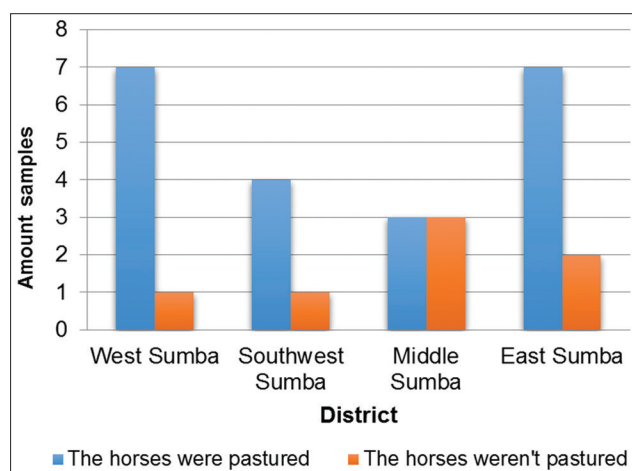 8
7
6
5
4
3
2
1
0
Amount samples
West Sumba
Southwest
Sumba
Middle
Sumba
East Sumba
District
The horses were pastured
The horses weren't pastured